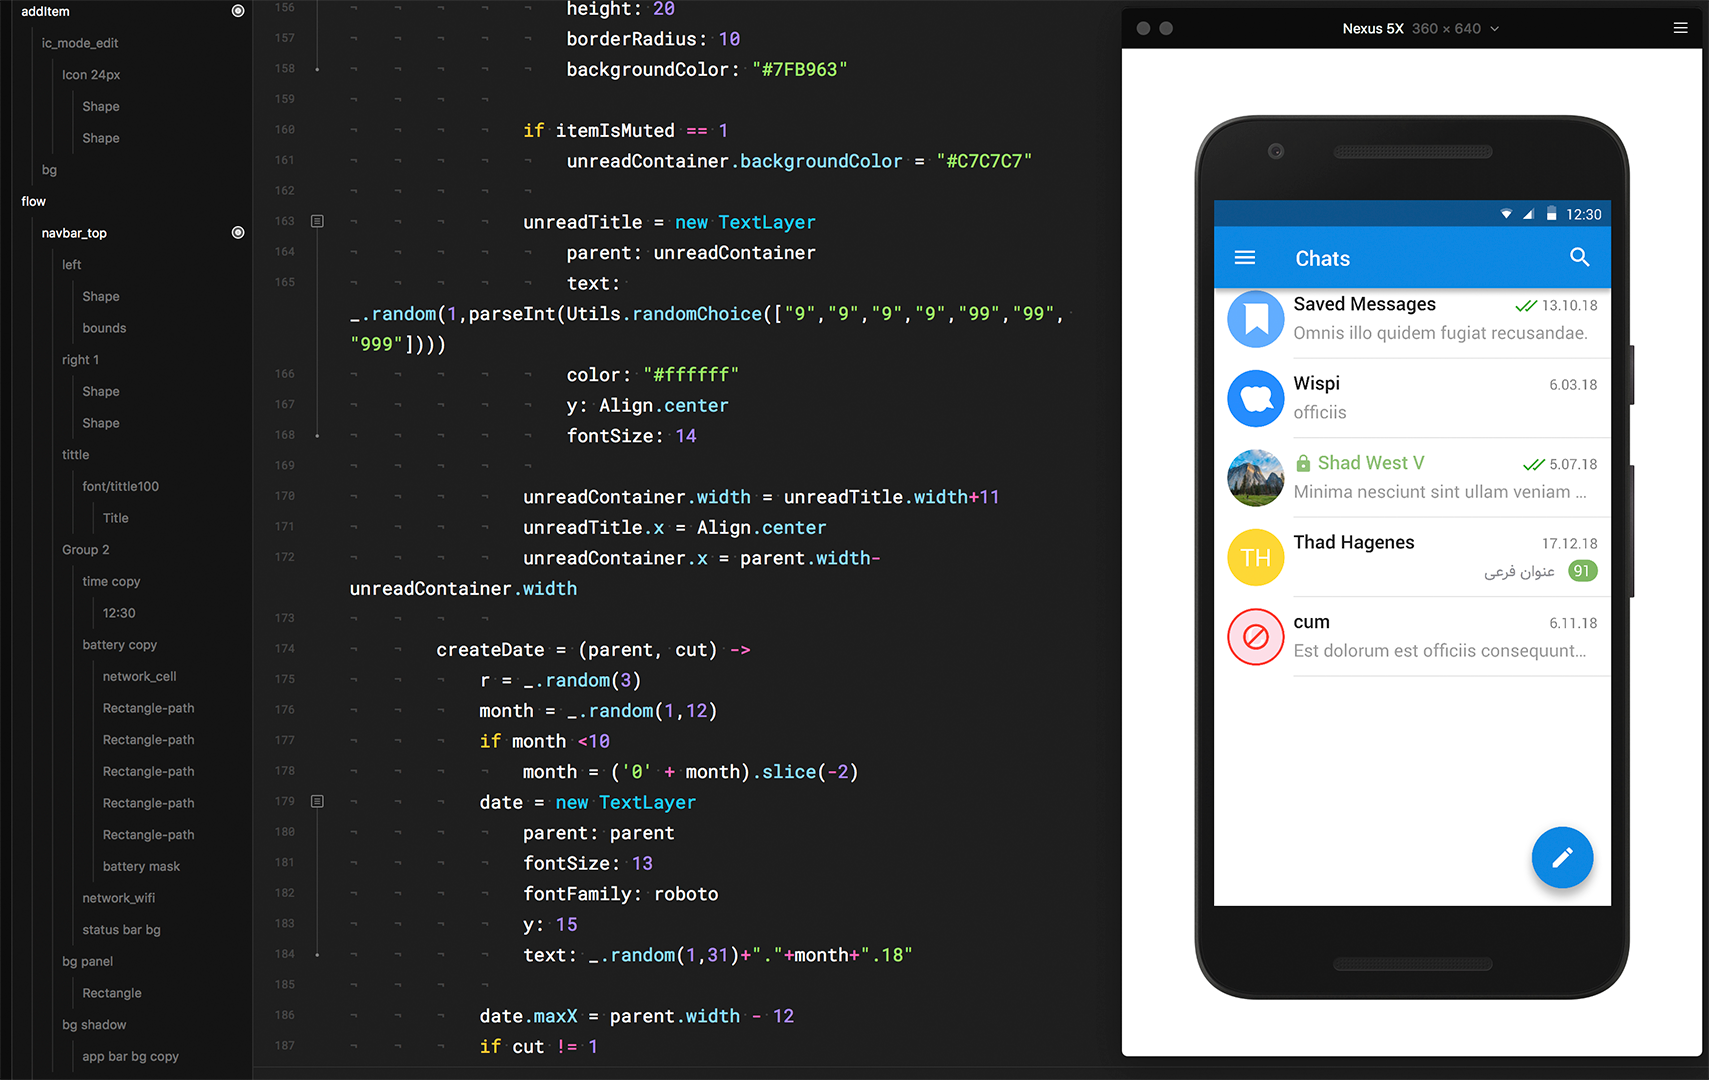 addItem
ic_mode_edit
Icon 24px
Shape
Shape
bg
flow
navbar_top
left
Shape
bounds
right 1
Shape
Shape
tittle
font/tittle100
Title
Group 2
time copy
12:30
battery copy
network_cell
Rectangle-path
Rectangle-path
Rectangle-path
Rectangle-path
Rectangle-path
battery mask
network_wifi
status bar bg
bg panel
Rectangle
bg shadow
app bar bg copy
156 height: 20
157 borderRadius: 10
158 backgroundColor: "#7FB963"
159
160 if itemIsMuted == 1
161 unreadContainer.backgroundColor = "#C7C7C7"
162
163 unreadTitle = new TextLayer
164 parent: unreadContainer
165 text:
_.random(1,parseInt(Utils.randomChoice(["9","9","9","9","99","99",
"999"])))
166 color: "#ffffff"
167 y: Align.center
168 fontSize: 14
169
170 unreadContainer.width = unreadTitle.width+11
171 unreadTitle.x = Align.center
172 unreadContainer.x = parent.width-
unreadContainer.width
173
174 createDate = (parent, cut) ->
175 r = _.random(3)
176 month = _.random(1,12)
177 if month <10
178 month = ('0' + month).slice(-2)
179 date = new TextLayer
180 parent: parent
181 fontSize: 13
182 fontFamily: roboto
183 y: 15
184 text: _.random(1,31)+"."+month+".18"
185
186 date.maxX = parent.width - 12
187 if cut != 1
Nexus 5X 360 × 640
12:30
Chats
Saved Messages 13.10.18
Omnis illo quidem fugiat recusandae.
Wispi 6.03.18
officiis
Shad West V 5.07.18
Minima nesciunt sint ullam veniam ...
TH Thad Hagenes 17.12.18
عنوان فرعی 91
cum 6.11.18
Est dolorum est officiis consequunt...